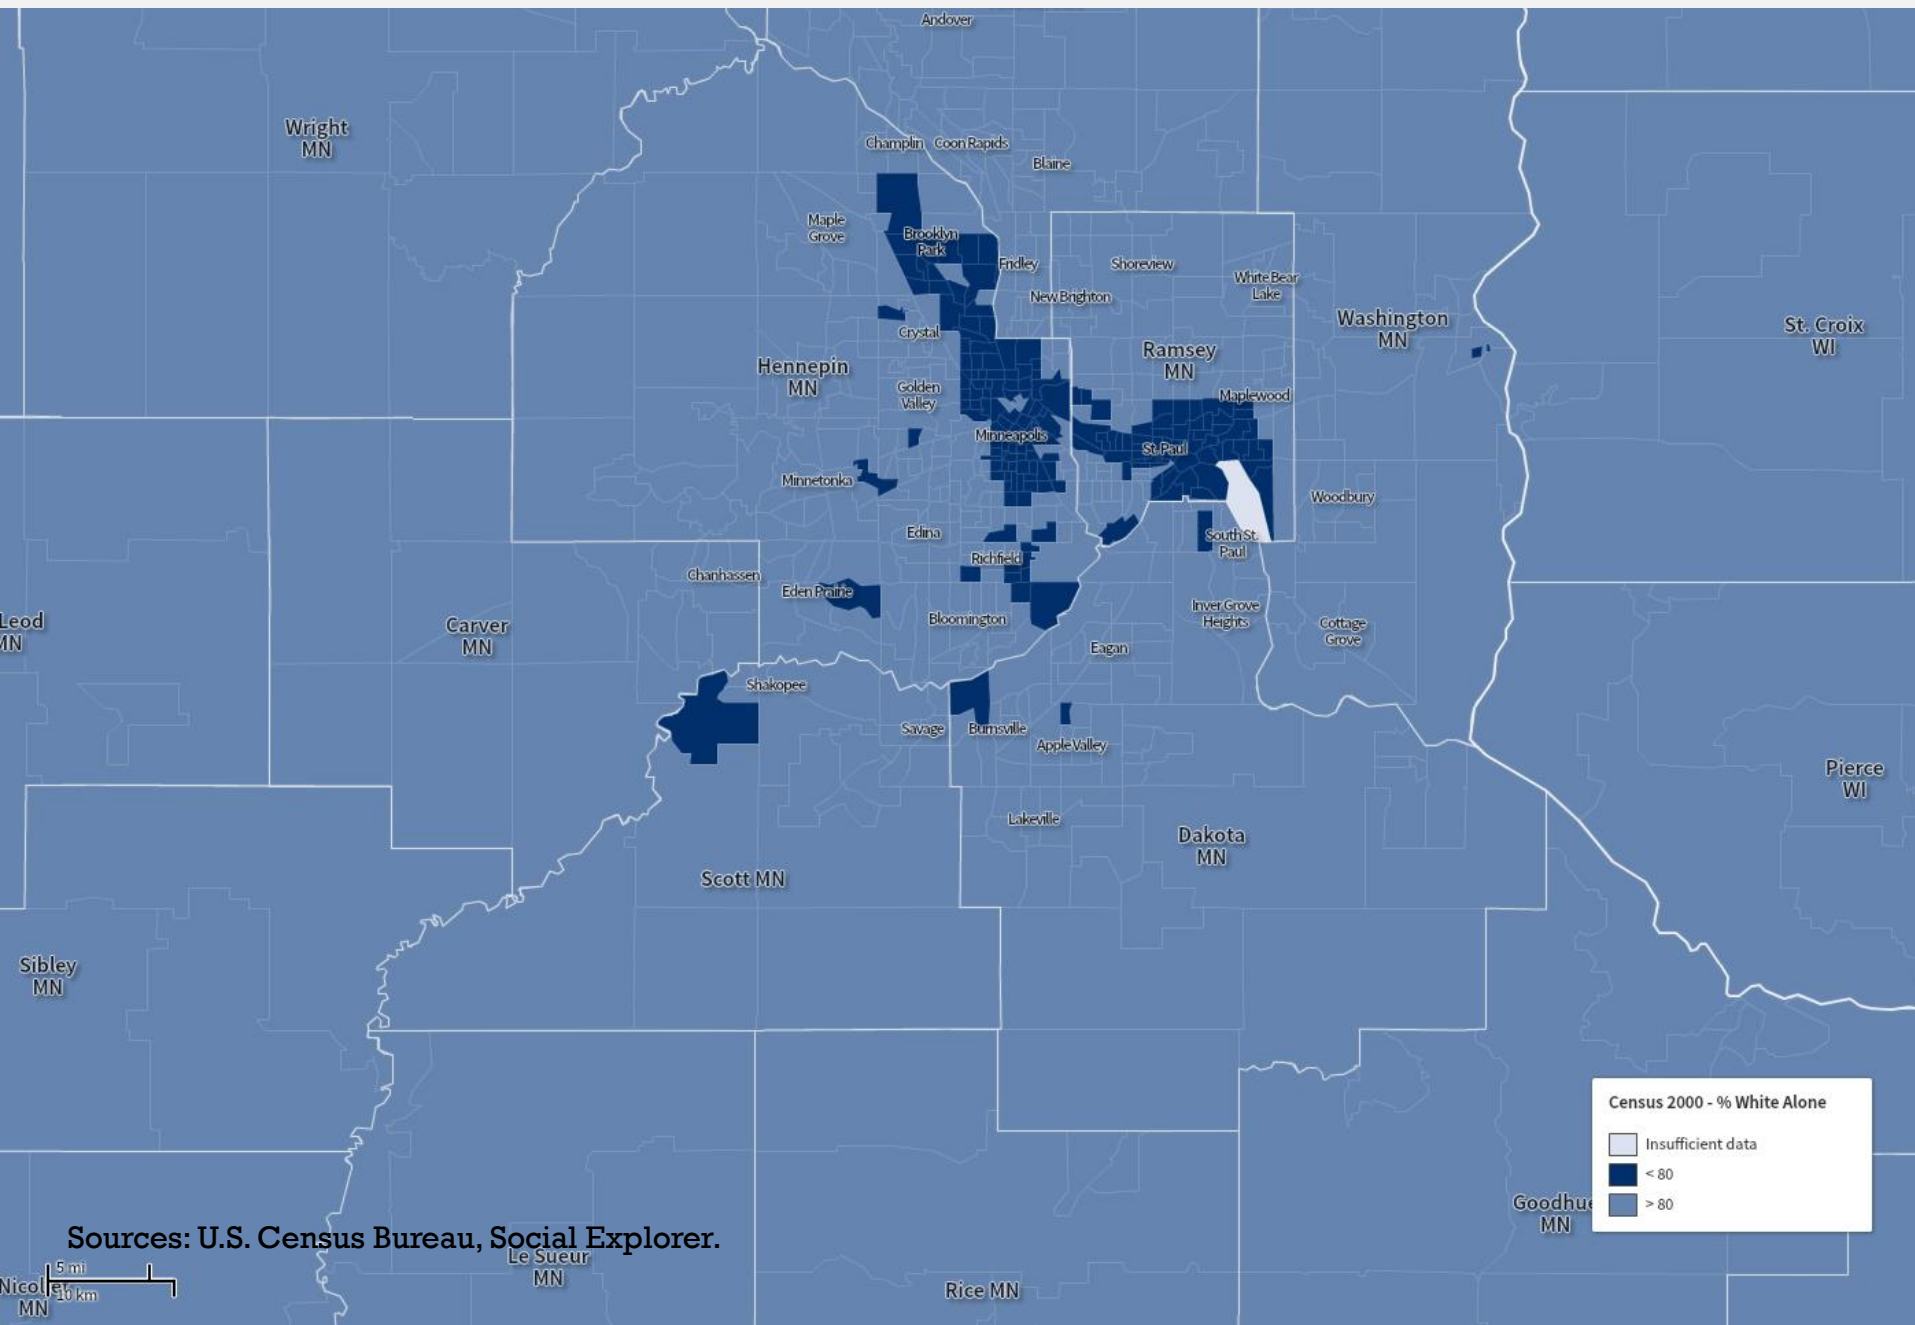 Andover
Wright
MN
Champlin
Coon Rapids
Blaine
Maple
Grove
Brooklyn
Park
Fridley
Shoreview
White Bear
Lake
New Brighton
Washington
MN
St. Croix
WI
Crystal
Ramsey
MN
Hennepin
MN
Golden
Valley
Maplewood
Minneapolis
St. Paul
Minnetonka
Woodbury
Edina
South St.
Paul
Richfield
Chanhassen
Eden Prairie
Bloomington
Inver Grove
Heights
Cottage
Grove
Leod
MN
Carver
MN
Eagan
Shakopee
Savage
Burnsville
Apple Valley
Pierce
WI
Lakeville
Dakota
MN
Scott MN
Sibley
MN
Census 2000 - % White Alone
Insufficient data
< 80
> 80
Goodhue
MN
Sources: U.S. Census Bureau, Social Explorer.
Le Sueur
MN
5 mi
10 km
Nicollet
MN
Rice MN